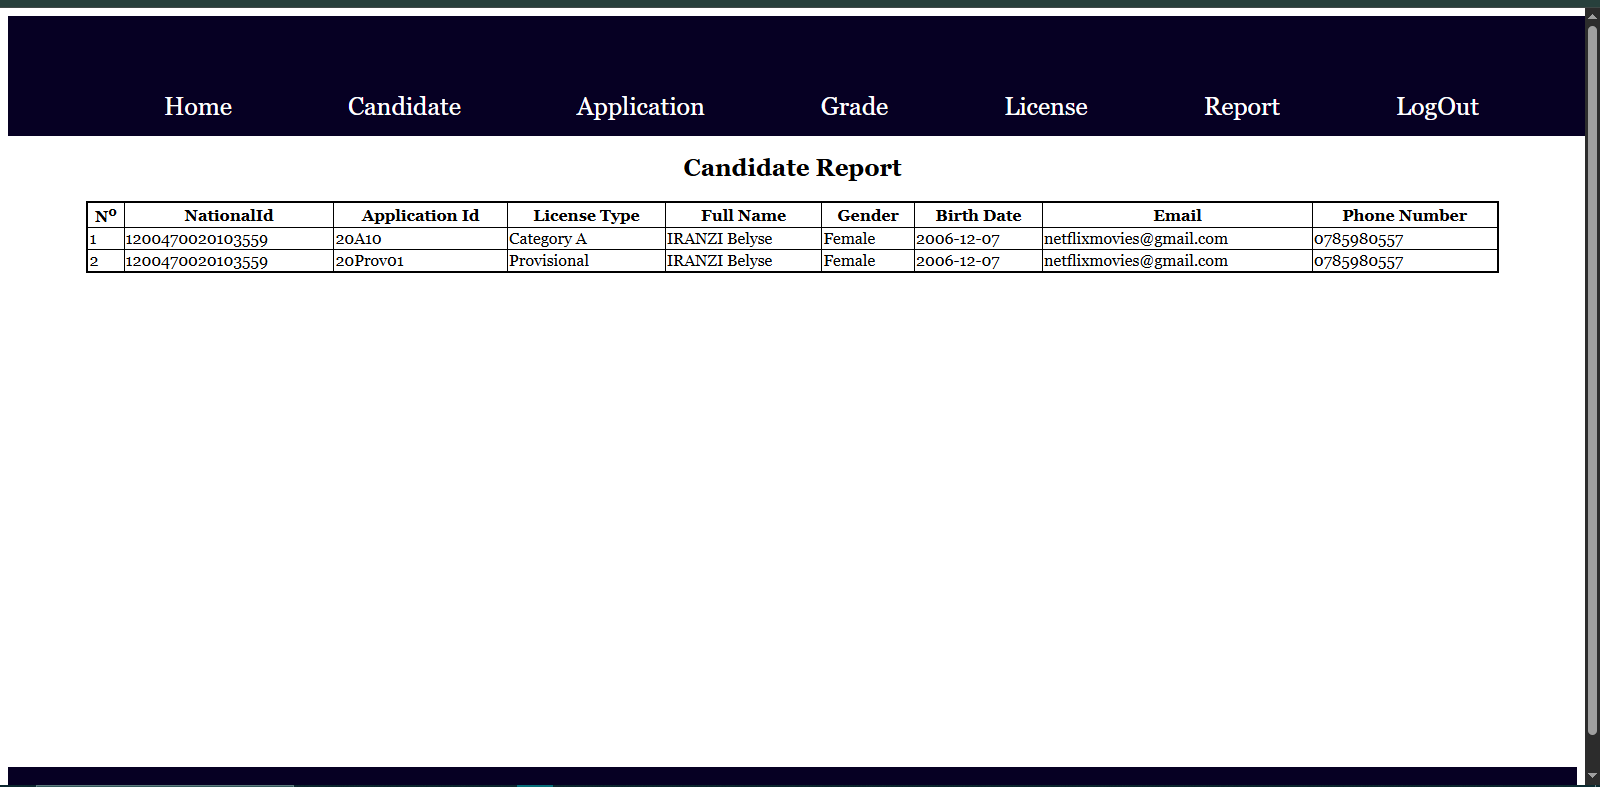 Home Candidate Application Grade License Report LogOut
Candidate Report
Nº NationalId Application Id License Type Full Name Gender Birth Date Email Phone Number
1 1200470020103559 20A10 Category A IRANZI Belyse Female 2006-12-07 netflixmovies@gmail.com 0785980557
2 1200470020103559 20Prov01 Provisional IRANZI Belyse Female 2006-12-07 netflixmovies@gmail.com 0785980557